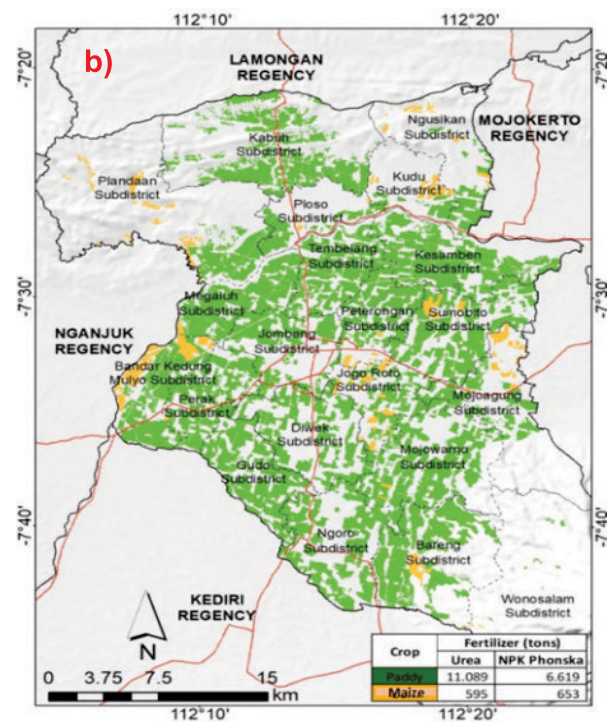 112°10'
112°20'
-7°20'
-7°20'
b)
LAMONGAN
REGENCY
Ngusikan
Subdistrict
MOJOKERTO
REGENCY
Kabuh
Subdistrict
Plandaan
Subdistrict
Kudu
Subdistrict
Ploso
Subdistrict
Tembelang
Subdistrict
Kesamben
Subdistrict
-7°30'
-7°30'
Megaluh
Subdistrict
Peterongan
Subdistrict
Sumobito
Subdistrict
NGANJUK
REGENCY
Jombang
Subdistrict
Bandar Kedung
Mulyo Subdistrict
Jogo Roto
Subdistrict
Perak
Subdistrict
Mojoagung
Subdistrict
Diwek
Subdistrict
Mojowarno
Subdistrict
Gudo
Subdistrict
-7°40'
-7°40'
Ngoro
Subdistrict
Bareng
Subdistrict
Wonosalam
Subdistrict
KEDIRI
REGENCY
N
0 3.75 7.5 15
km
Crop Fertilizer (tons)
Urea NPK Phonska
Paddy 11.089 6.619
Maize 595 653
112°10'
112°20'